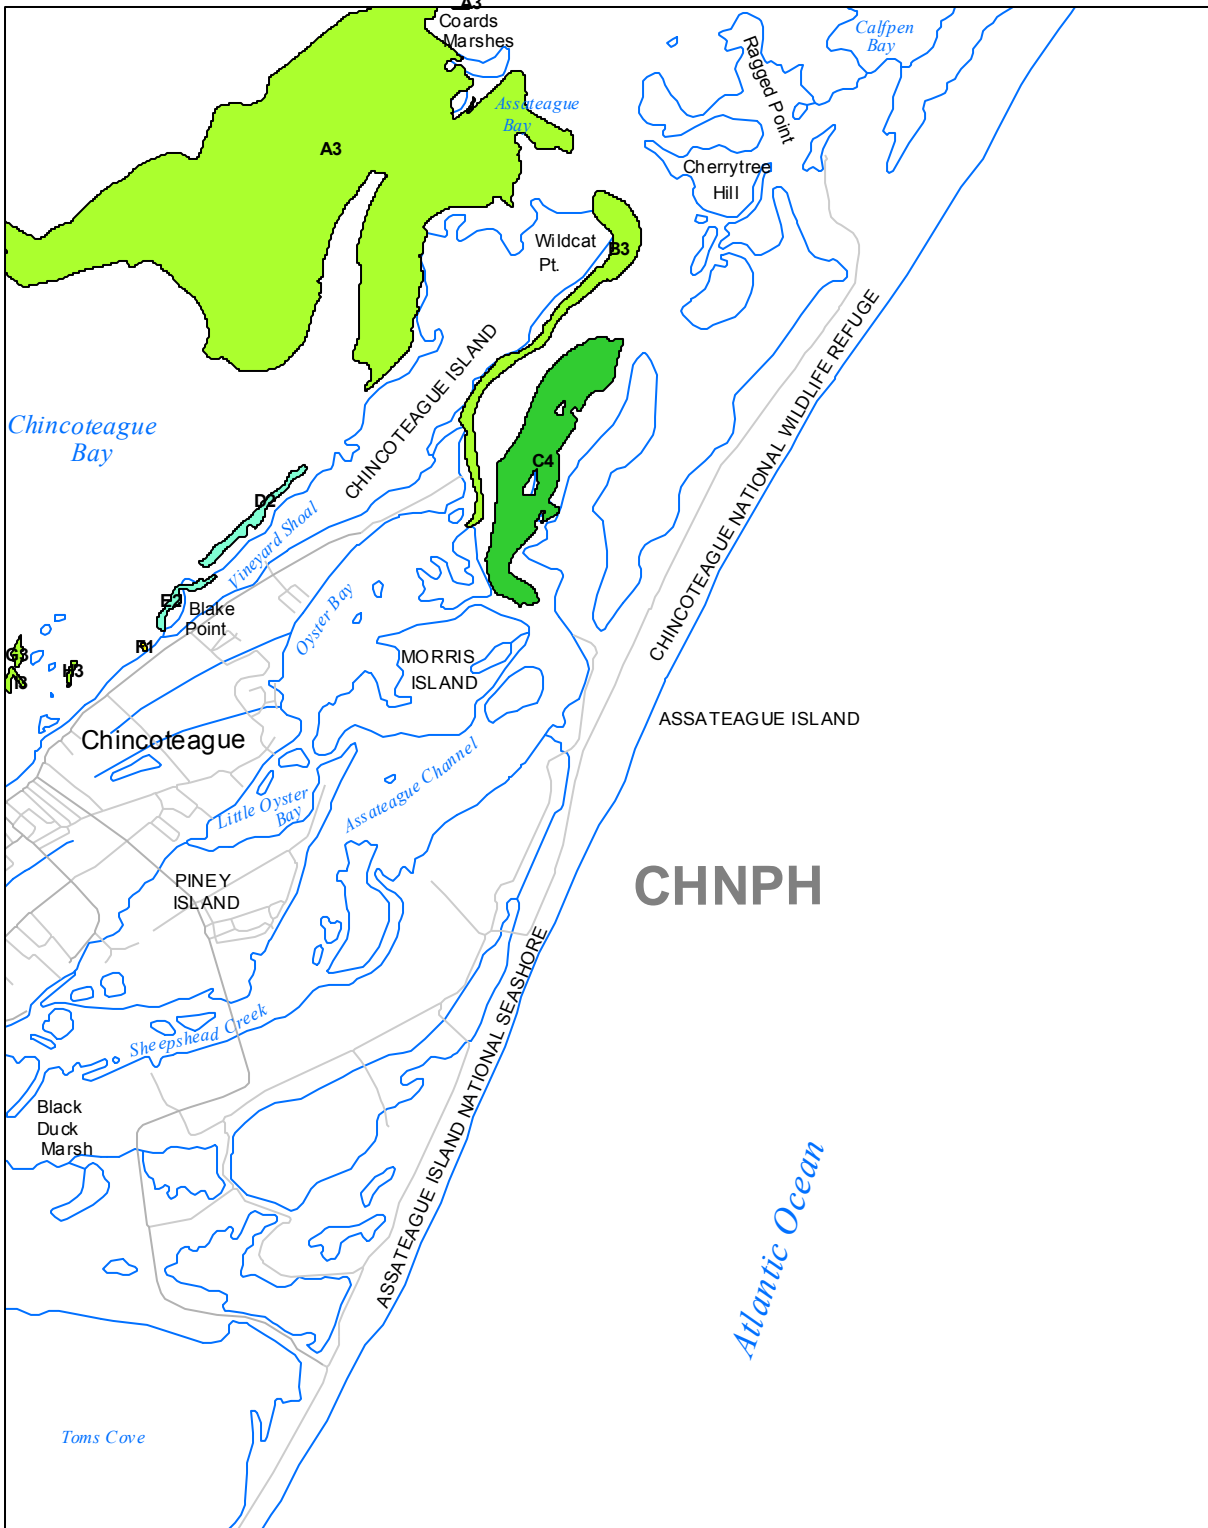 A3
Coards
Marshes
Calfpen
Bay
Ragged Point
Assateague
Bay
A3
Cherrytree
Hill
Wildcat
Pt.
B3
CHINCOTEAGUE ISLAND
CHINCOTEAGUE NATIONAL WILDLIFE REFUGE
Chincoteague
Bay
C4
D2
Vineyard Shoal
E2
Blake
Point
Oyster Bay
F1
G3
H3
I3
MORRIS
ISLAND
ASSATEAGUE ISLAND
Chincoteague
Assateague Channel
Little Oyster
Bay
PINEY
ISLAND
CHNPH
ASSATEAGUE ISLAND NATIONAL SEASHORE
Sheepshead Creek
Black
Duck
Marsh
Atlantic Ocean
Toms Cove